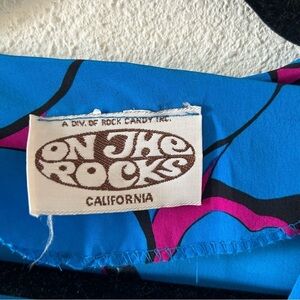 A DIV. OF ROCK CANDY INC.
ON THE
ROCKS
CALIFORNIA